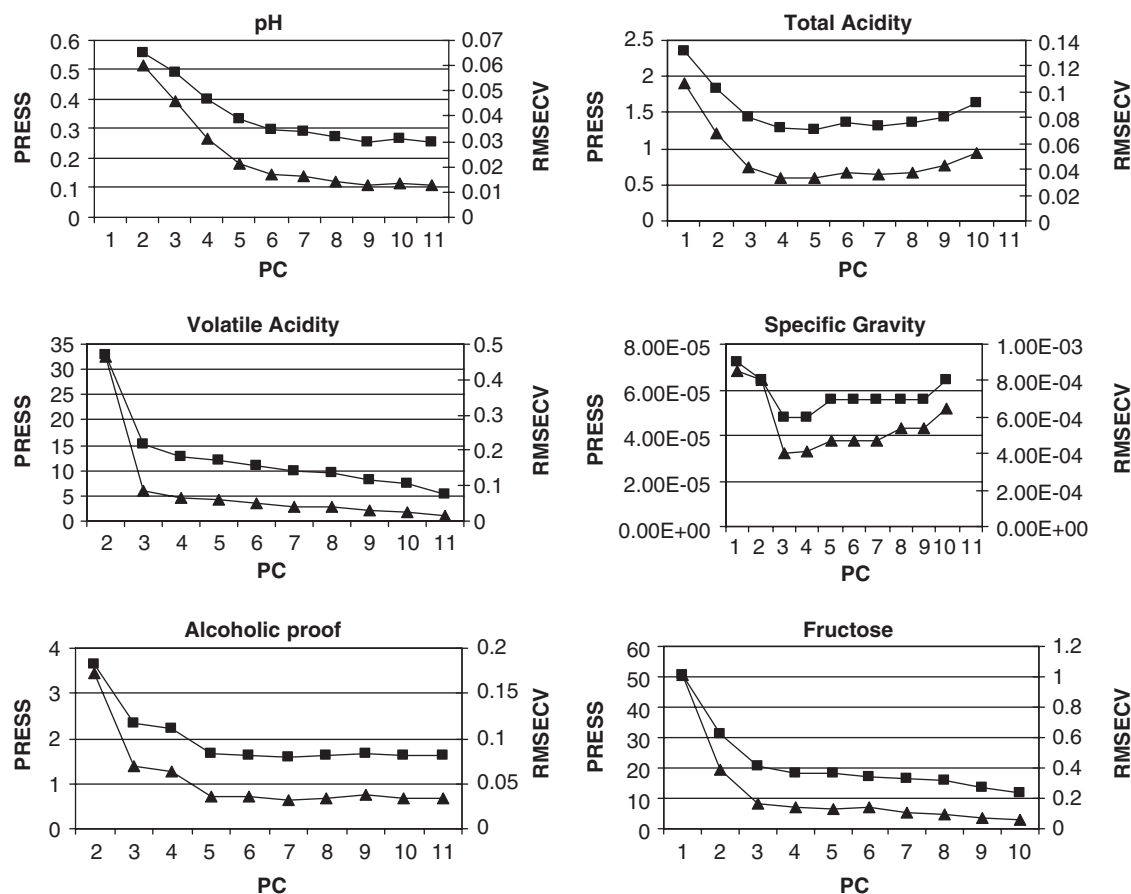 pH
0.6
0.5
0.4
0.3
0.2
0.1
0
PRESS
0.07
0.06
0.05
0.04
0.03
0.02
0.01
0
RMSECV
1 2 3 4 5 6 7 8 9 10 11
PC
Total Acidity
2.5
2
1.5
1
0.5
0
PRESS
0.14
0.12
0.1
0.08
0.06
0.04
0.02
0
RMSECV
1 2 3 4 5 6 7 8 9 10 11
PC
Volatile Acidity
35
30
25
20
15
10
5
0
PRESS
0.5
0.4
0.3
0.2
0.1
0
RMSECV
2 3 4 5 6 7 8 9 10 11
PC
Specific Gravity
8.00E-05
6.00E-05
4.00E-05
2.00E-05
0.00E+00
PRESS
1.00E-03
8.00E-04
6.00E-04
4.00E-04
2.00E-04
0.00E+00
RMSECV
1 2 3 4 5 6 7 8 9 10 11
PC
Alcoholic proof
4
3
2
1
0
PRESS
0.2
0.15
0.1
0.05
0
RMSECV
2 3 4 5 6 7 8 9 10 11
PC
Fructose
60
50
40
30
20
10
0
PRESS
1.2
1
0.8
0.6
0.4
0.2
0
RMSECV
1 2 3 4 5 6 7 8 9 10
PC